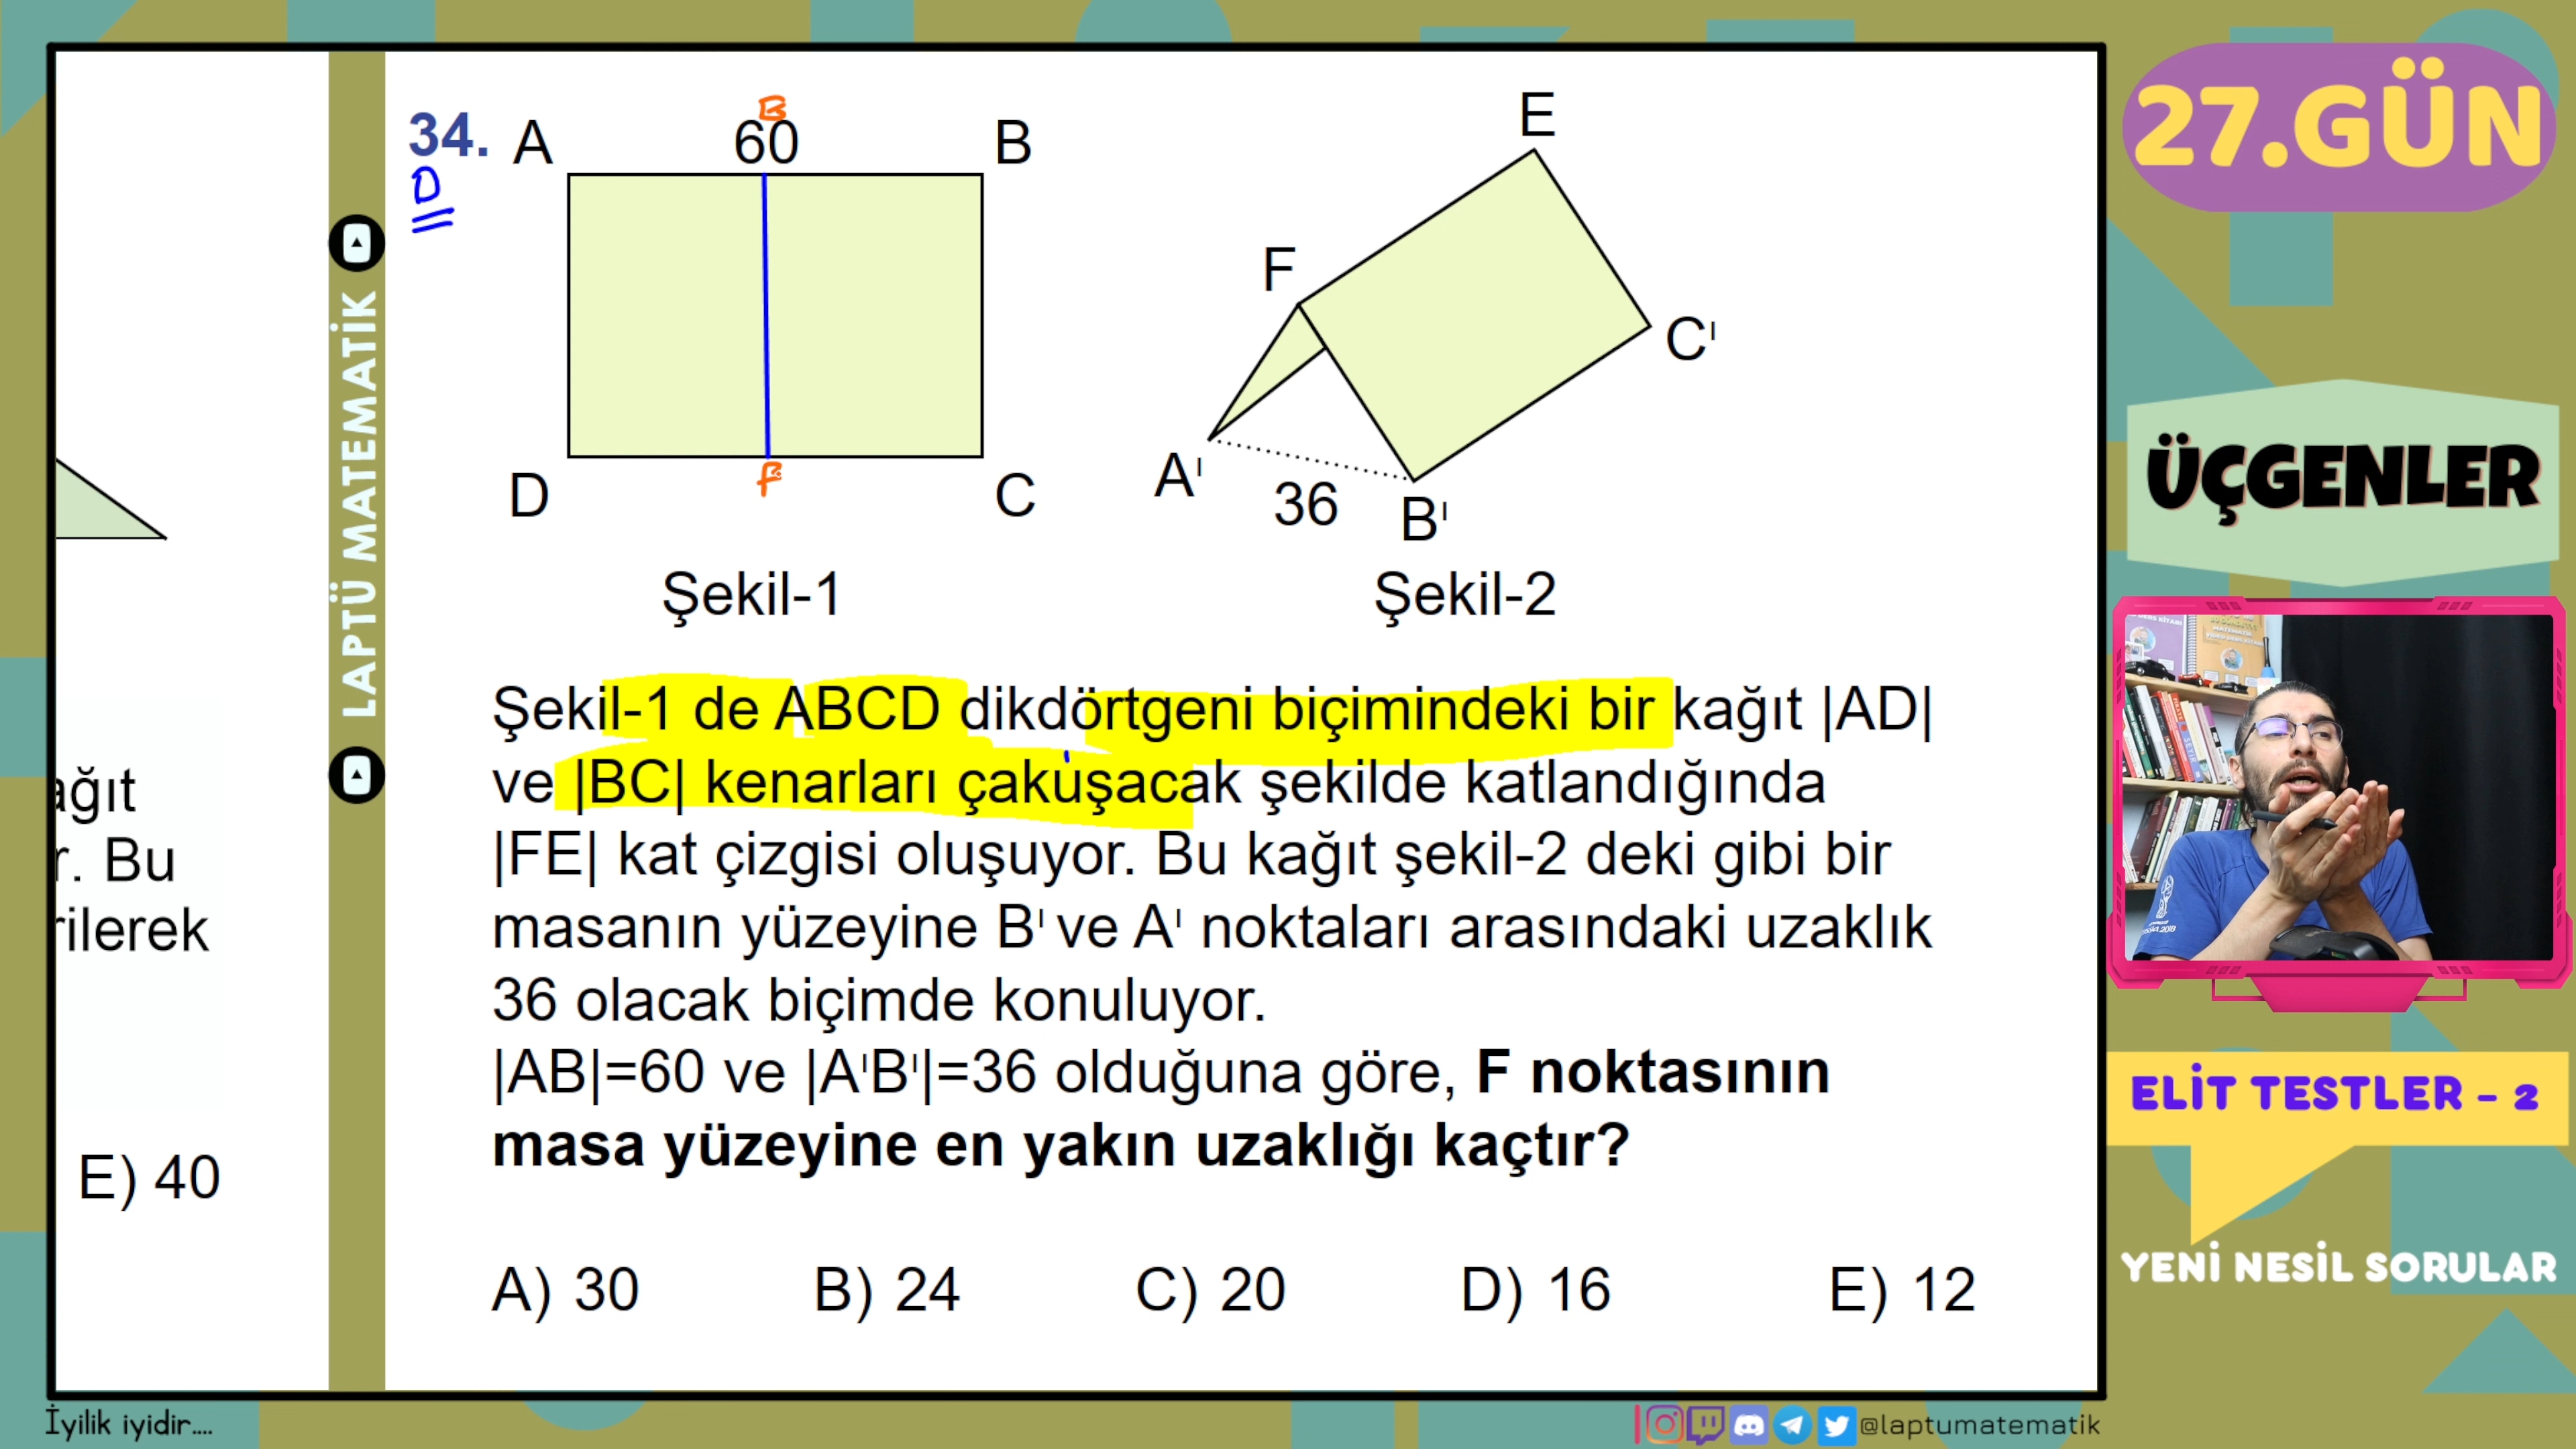 27.GÜN
34.
A
60
B
B
D
D
C
F
E
F
C'
A'
36
B'
Şekil-1
Şekil-2
Şekil-1 de ABCD dikdörtgeni biçimindeki bir kağıt |AD|
ve |BC| kenarları çakuşacak şekilde katlandığında
|FE| kat çizgisi oluşuyor. Bu kağıt şekil-2 deki gibi bir
masanın yüzeyine B' ve A' noktaları arasındaki uzaklık
36 olacak biçimde konuluyor.
|AB|=60 ve |A'B'|=36 olduğuna göre, F noktasının
masa yüzeyine en yakın uzaklığı kaçtır?
A) 30 B) 24 C) 20 D) 16 E) 12
ağıt
r. Bu
rilerek
E) 40
LAPTÜ MATEMATİK
ÜÇGENLER
ELİT TESTLER - 2
YENİ NESİL SORULAR
İyilik iyidir....
@laptumatematik